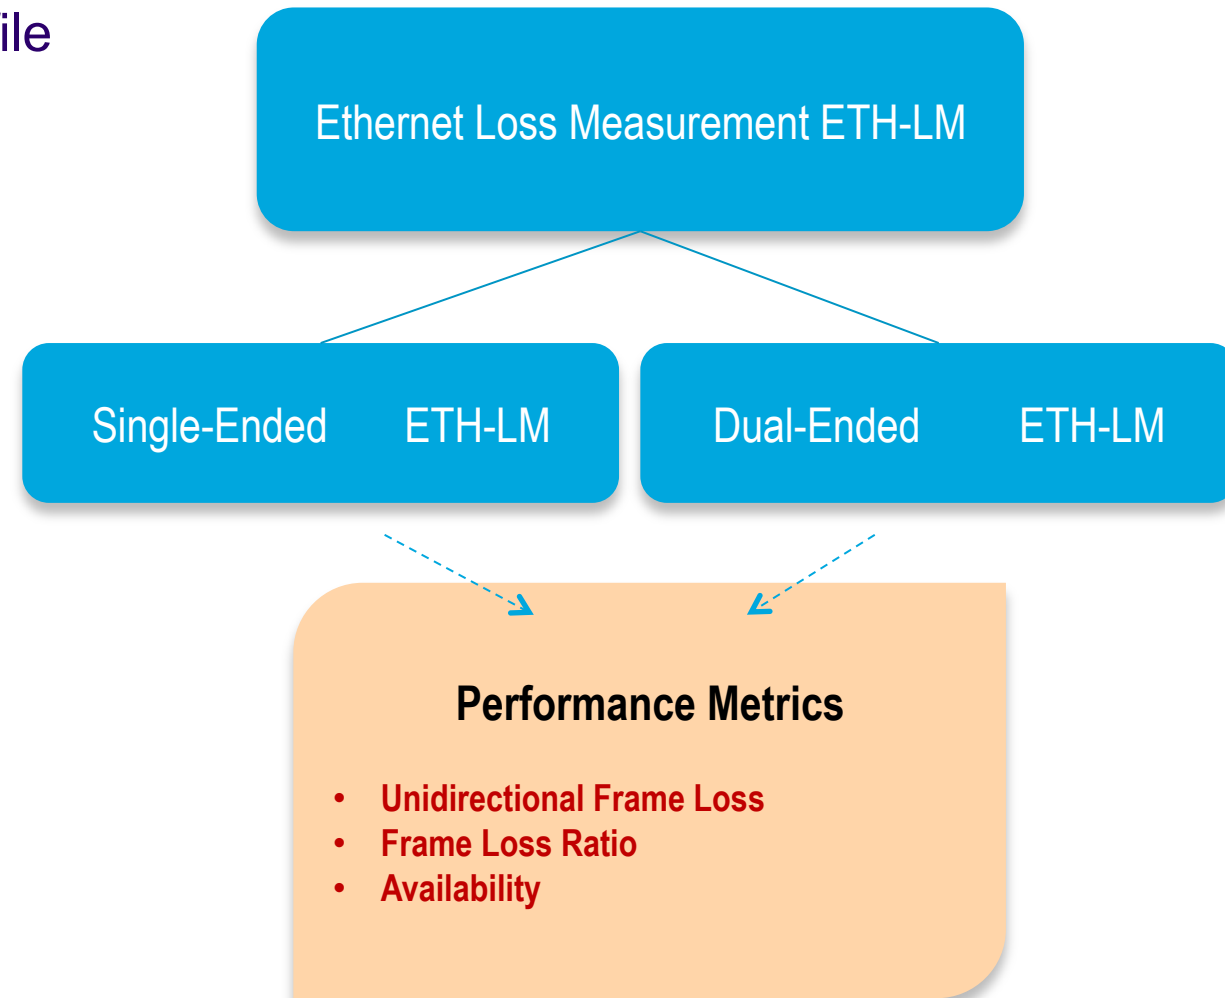 ile
Ethernet Loss Measurement ETH-LM
Single-Ended ETH-LM
Dual-Ended ETH-LM
Performance Metrics
• Unidirectional Frame Loss
• Frame Loss Ratio
• Availability